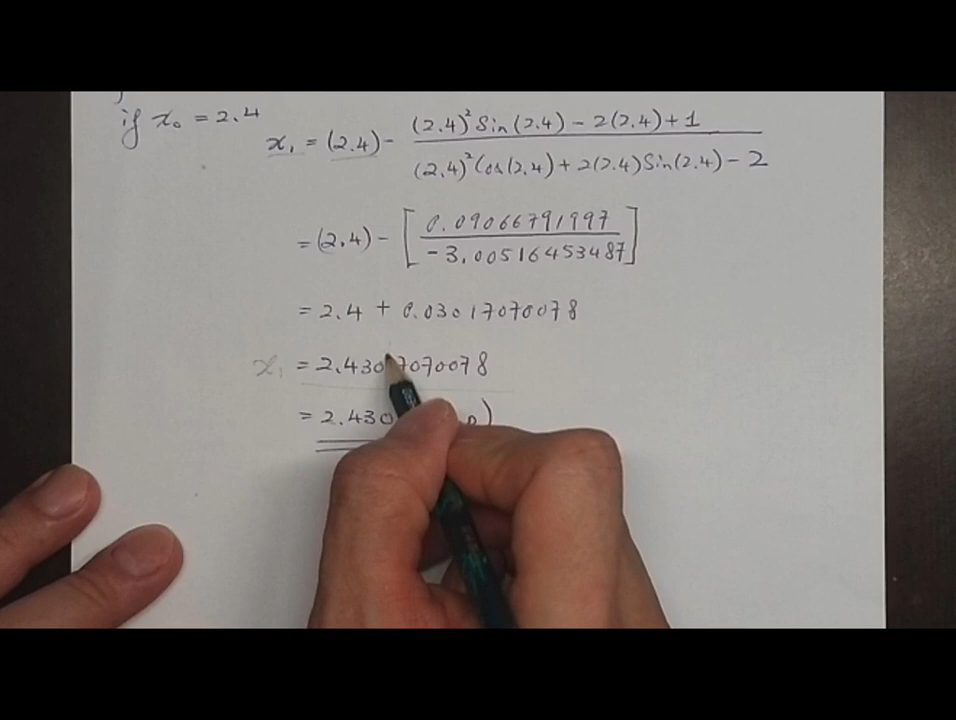 if x₀ = 2.4
x₁ = (2.4) - (2.4)² Sin(2.4) - 2(2.4) + 1
(2.4)² Cos(2.4) + 2(2.4) Sin(2.4) - 2
= (2.4) - [0.09066791997
-3.00516453487]
= 2.4 + 0.03017070078
x₁ = 2.43017070078
= 2.430